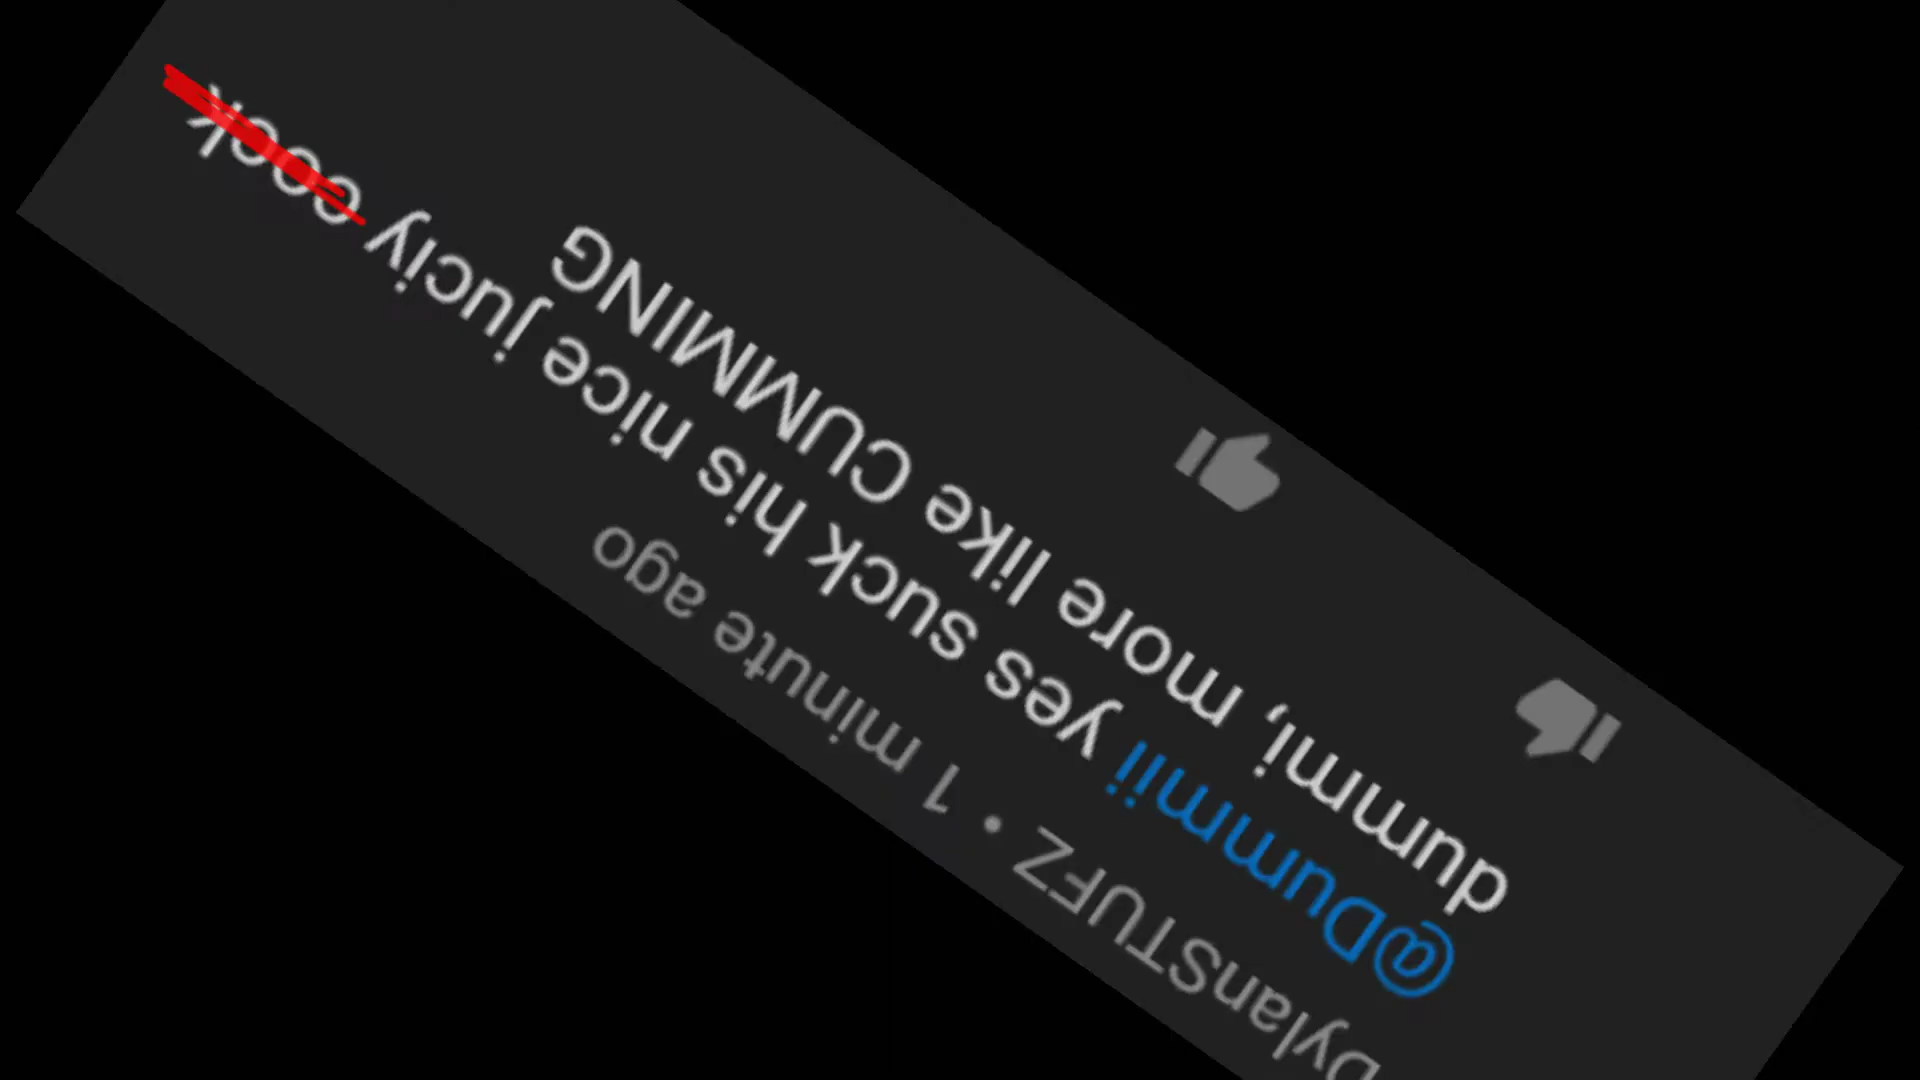 DylanSTUFZ • 1 minute ago
@Dummii yes suck his nice juciy cock
dummi, more like CUMMING